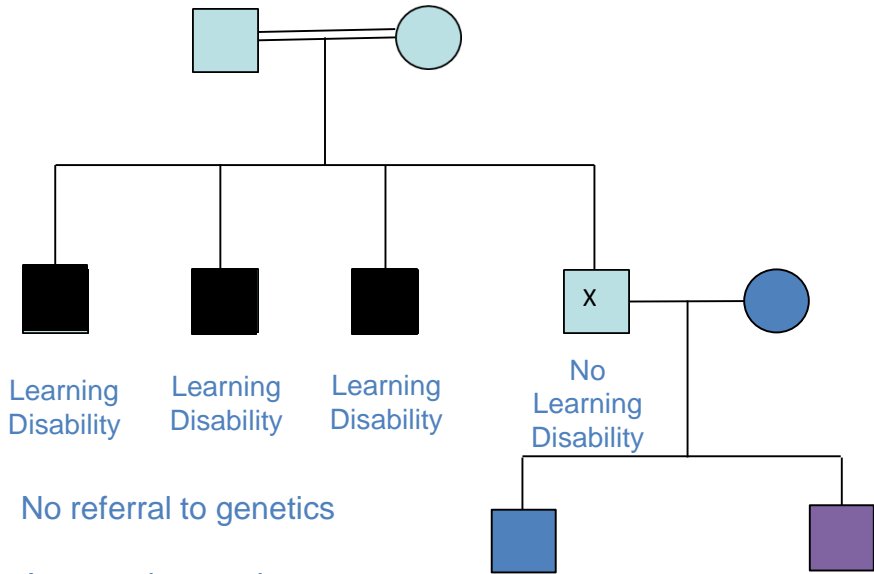 X
Learning
Disability
Learning
Disability
Learning
Disability
No
Learning
Disability
No referral to genetics